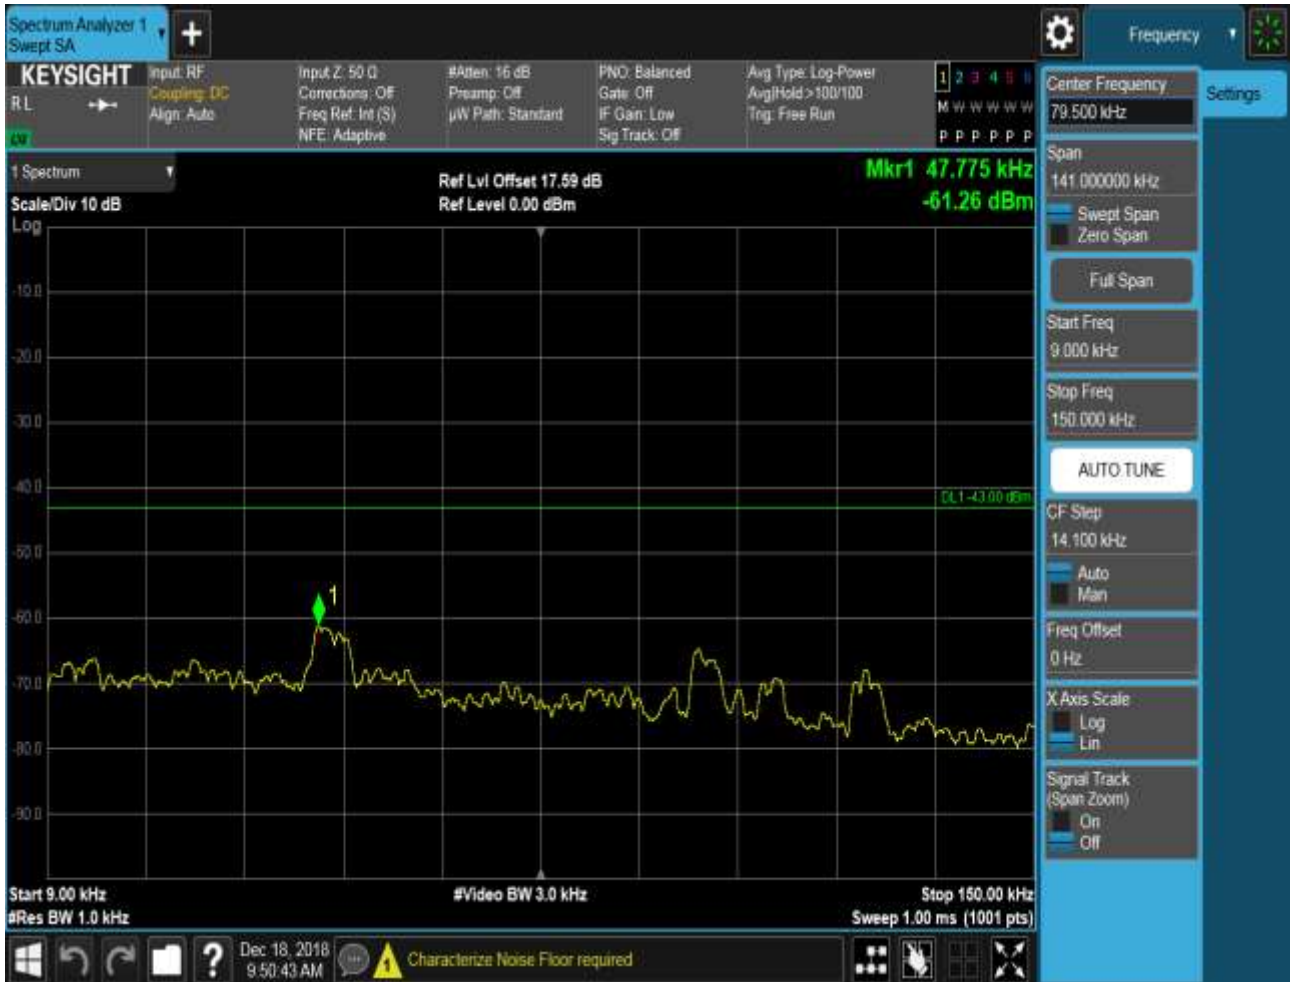 Spectrum Analyzer 1
Swept SA
+
Frequency
KEYSIGHT
RL
Input: RF
Coupling: DC
Align: Auto
Input Z: 50 Ω
Corrections: Off
Freq Ref: Int (S)
NFE: Adaptive
#Atten: 16 dB
Preamp: Off
µW Path: Standard
PNO: Balanced
Gate: Off
IF Gain: Low
Sig Track: Off
Avg Type: Log-Power
Avg|Hold:>100/100
Trig: Free Run
1 2 3 4 5 6
M W W W W W
P P P P P P
1 Spectrum
Scale/Div 10 dB
Log
Ref Lvl Offset 17.59 dB
Ref Level 0.00 dBm
Mkr1 47.775 kHz
-61.26 dBm
-10.0
-20.0
-30.0
-40.0
-50.0
-60.0
-70.0
-80.0
-90.0
DL1 -43.00 dBm
1
Start 9.00 kHz
#Res BW 1.0 kHz
#Video BW 3.0 kHz
Stop 150.00 kHz
Sweep 1.00 ms (1001 pts)
Center Frequency
79.500 kHz
Settings
Span
141.000000 kHz
Swept Span
Zero Span
Full Span
Start Freq
9.000 kHz
Stop Freq
150.000 kHz
AUTO TUNE
CF Step
14.100 kHz
Auto
Man
Freq Offset
0 Hz
X Axis Scale
Log
Lin
Signal Track
(Span Zoom)
On
Off
?
Dec 18, 2018
9:50:43 AM
Characterize Noise Floor required